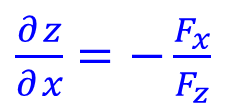 ∂z/∂x = − F_x/F_z